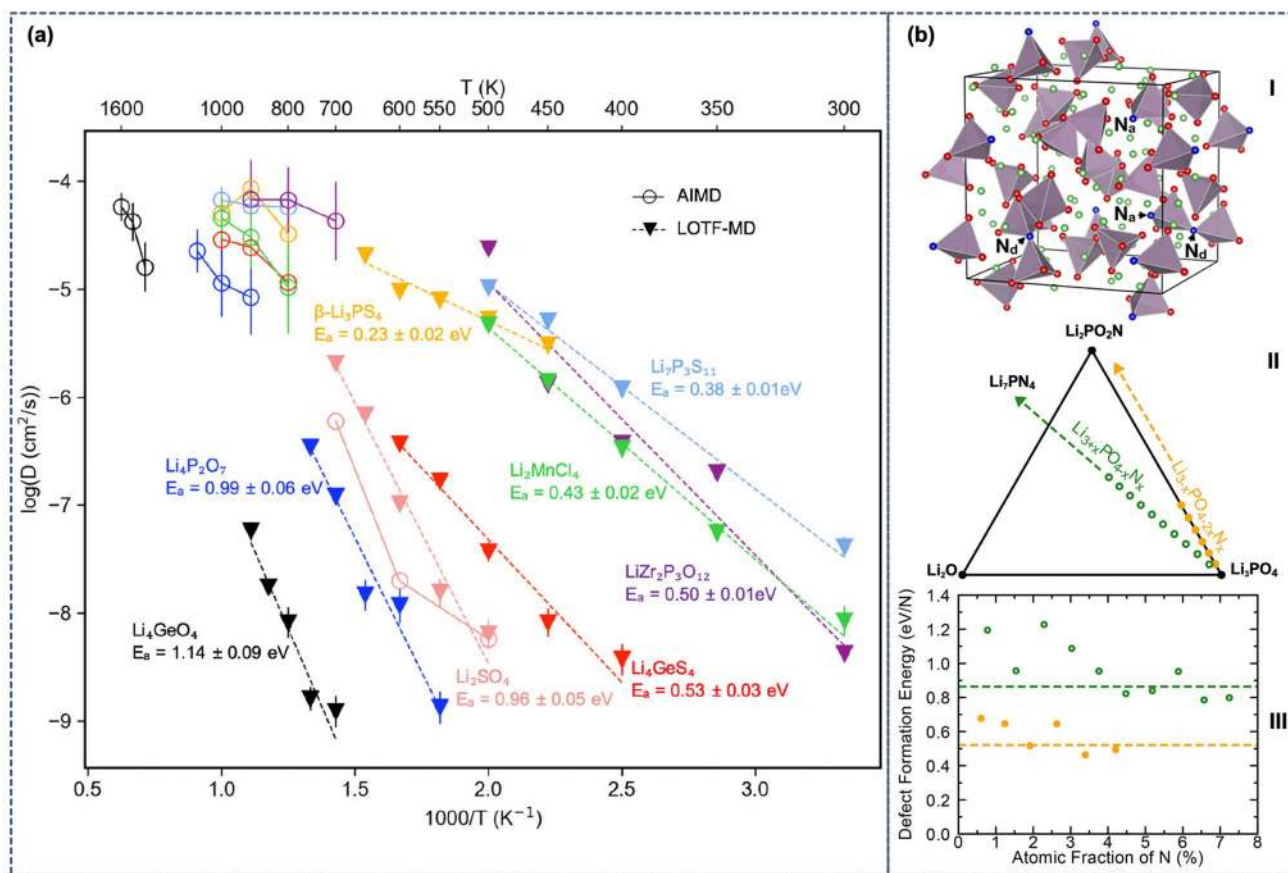 (a)
T (K)
1600 1000 800 700 600 550 500 450 400 350 300
−4
−5
−6
−7
−8
−9
log(D (cm²/s))
AIMD
LOTF-MD
β-Li₃PS₄
Eₐ = 0.23 ± 0.02 eV
Li₇P₃S₁₁
Eₐ = 0.38 ± 0.01eV
Li₄P₂O₇
Eₐ = 0.99 ± 0.06 eV
Li₂MnCl₄
Eₐ = 0.43 ± 0.02 eV
LiZr₂P₃O₁₂
Eₐ = 0.50 ± 0.01eV
Li₄GeO₄
Eₐ = 1.14 ± 0.09 eV
Li₂SO₄
Eₐ = 0.96 ± 0.05 eV
Li₄GeS₄
Eₐ = 0.53 ± 0.03 eV
0.5 1.0 1.5 2.0 2.5 3.0
1000/T (K⁻¹)
(b)
I
Nₐ
Nₐ
N_d
N_d
II
Li₂PO₂N
Li₇PN₄
Li₃₊ₓPO₄₋ₓNₓ
Li₃₋ₓPO₄₋₂ₓNₓ
Li₂O
Li₃PO₄
III
Defect Formation Energy (eV/N)
1.4
1.2
1.0
0.8
0.6
0.4
0.2
0.0
0 1 2 3 4 5 6 7 8
Atomic Fraction of N (%)